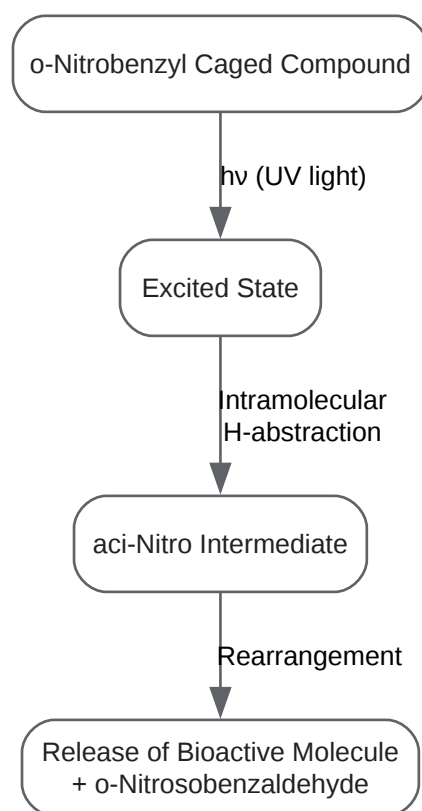 o-Nitrobenzyl Caged Compound
hν (UV light)
Excited State
Intramolecular
H-abstraction
aci-Nitro Intermediate
Rearrangement
Release of Bioactive Molecule
+ o-Nitrosobenzaldehyde